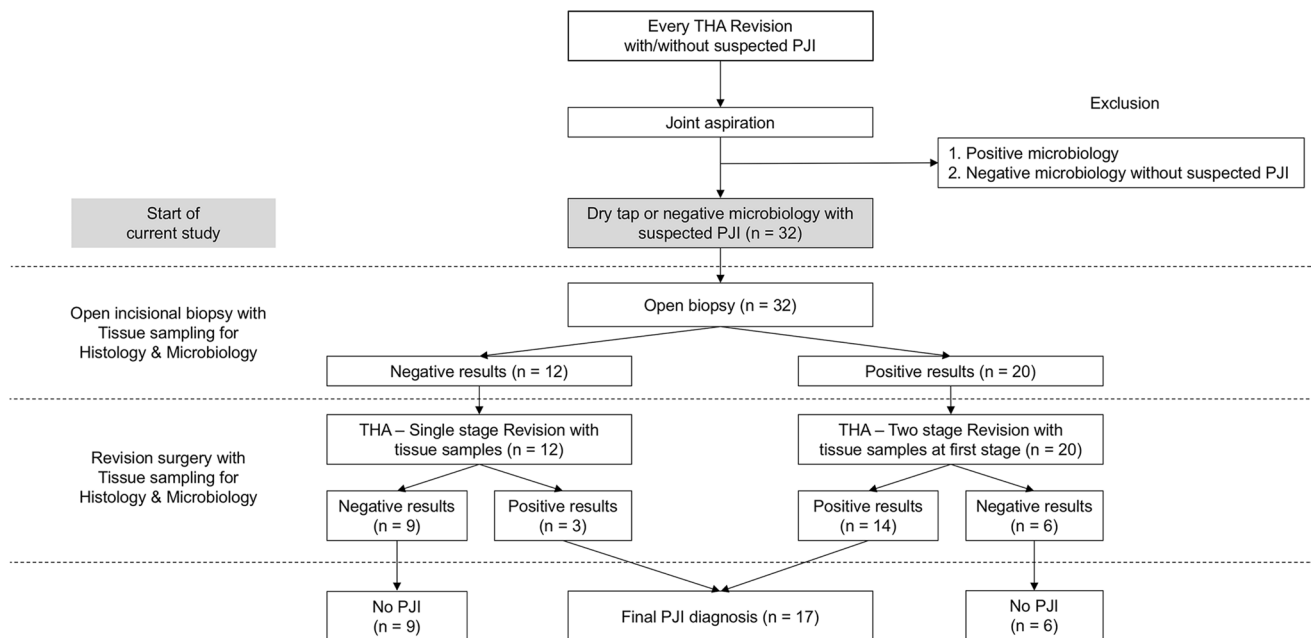 Every THA Revision
with/without suspected PJI
Joint aspiration
Exclusion
1. Positive microbiology
2. Negative microbiology without suspected PJI
Start of
current study
Dry tap or negative microbiology with
suspected PJI (n = 32)
Open incisional biopsy with
Tissue sampling for
Histology & Microbiology
Open biopsy (n = 32)
Negative results (n = 12)
Positive results (n = 20)
Revision surgery with
Tissue sampling for
Histology & Microbiology
THA – Single stage Revision with
tissue samples (n = 12)
THA – Two stage Revision with
tissue samples at first stage (n = 20)
Negative results
(n = 9)
Positive results
(n = 3)
Positive results
(n = 14)
Negative results
(n = 6)
No PJI
(n = 9)
Final PJI diagnosis (n = 17)
No PJI
(n = 6)